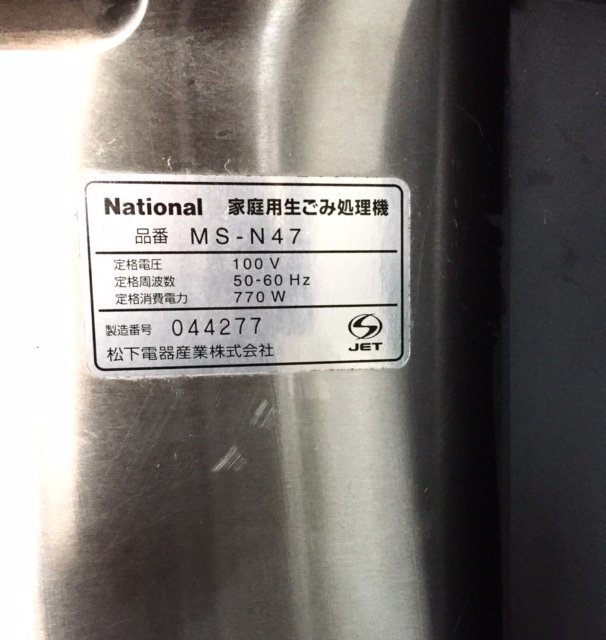 National 家庭用生ごみ処理機
品番 MS-N47
定格電圧 100 V
定格周波数 50-60 Hz
定格消費電力 770 W
製造番号 044277
JET
松下電器産業株式会社